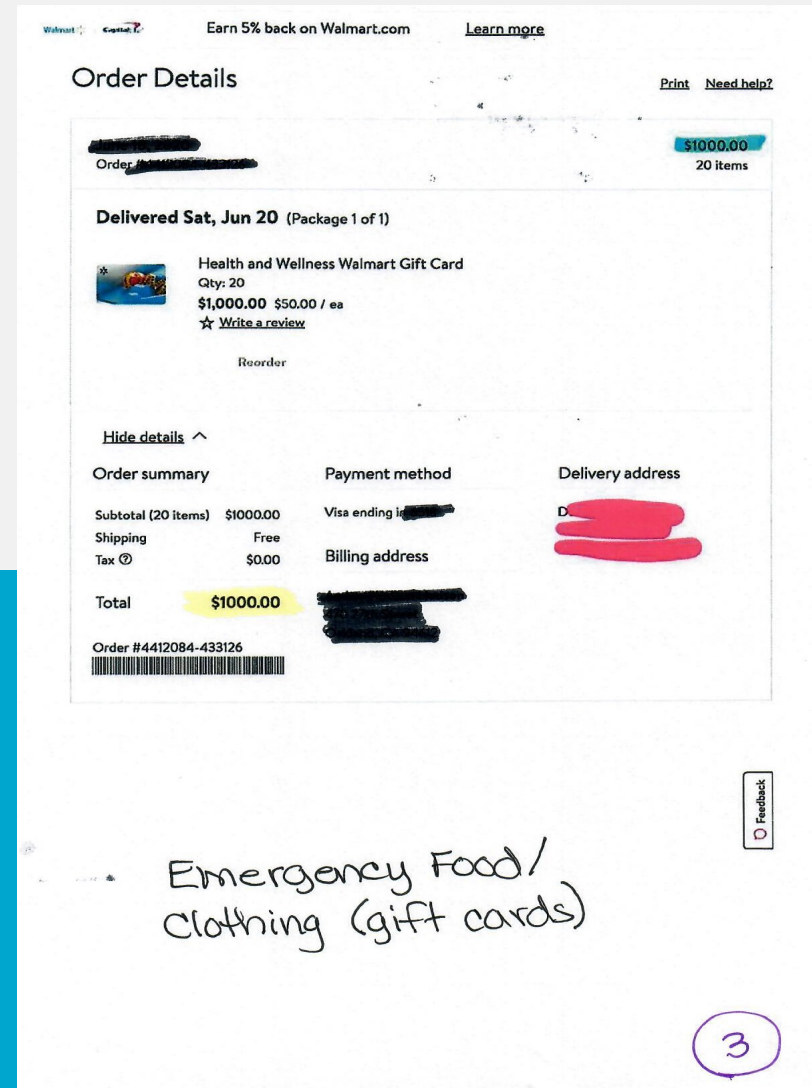 Walmart Capital One Earn 5% back on Walmart.com Learn more
Order Details
Print Need help?
Order
$1000.00
20 items
Delivered Sat, Jun 20 (Package 1 of 1)
Health and Wellness Walmart Gift Card
Qty: 20
$1,000.00 $50.00 / ea
☆ Write a review
Reorder
Hide details
Order summary
Subtotal (20 items) $1000.00
Shipping Free
Tax $0.00
Total $1000.00
Order #4412084-433126
Payment method
Visa ending in
Billing address
Delivery address
D
Feedback
Emergency Food/
Clothing (gift cards)
3